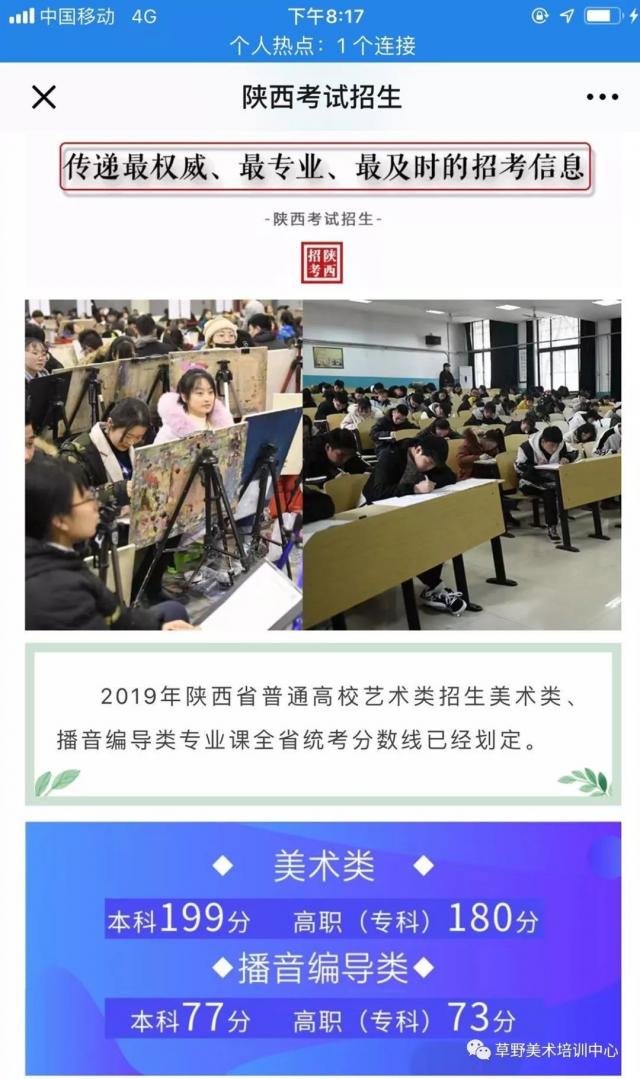 中国移动 4G 下午8:17
个人热点：1 个连接
陕西考试招生
传递最权威、最专业、最及时的招考信息
-陕西考试招生-
招陕
考西
2019年陕西省普通高校艺术类招生美术类、
播音编导类专业课全省统考分数线已经划定。
美术类
本科199分 高职（专科）180分
播音编导类
本科77分 高职（专科）73分
草野美术培训中心